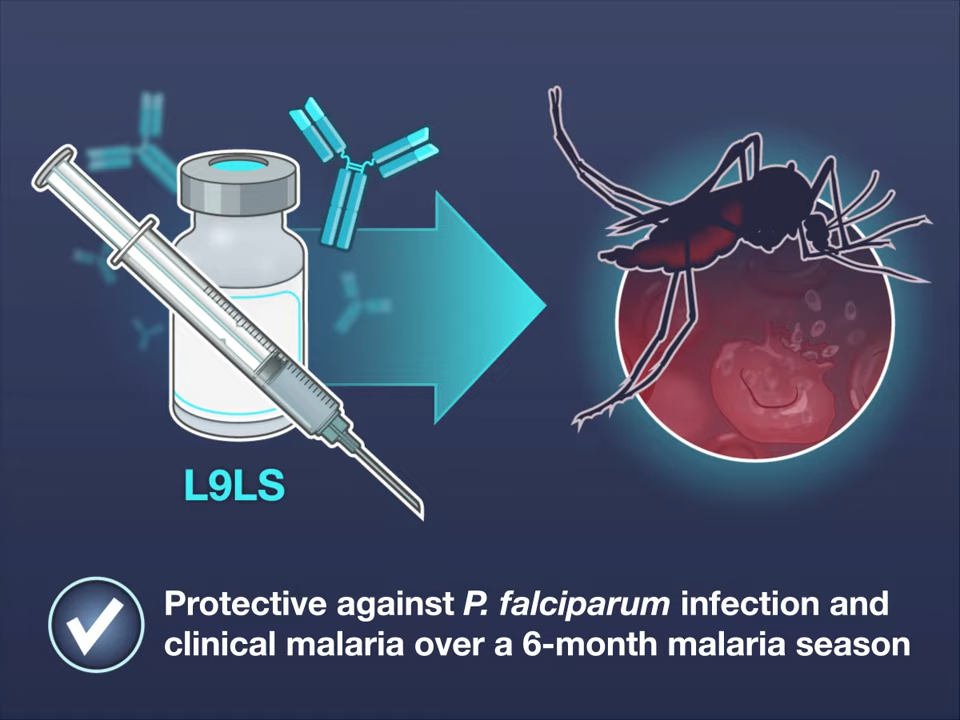 L9LS
Protective against P. falciparum infection and
clinical malaria over a 6-month malaria season